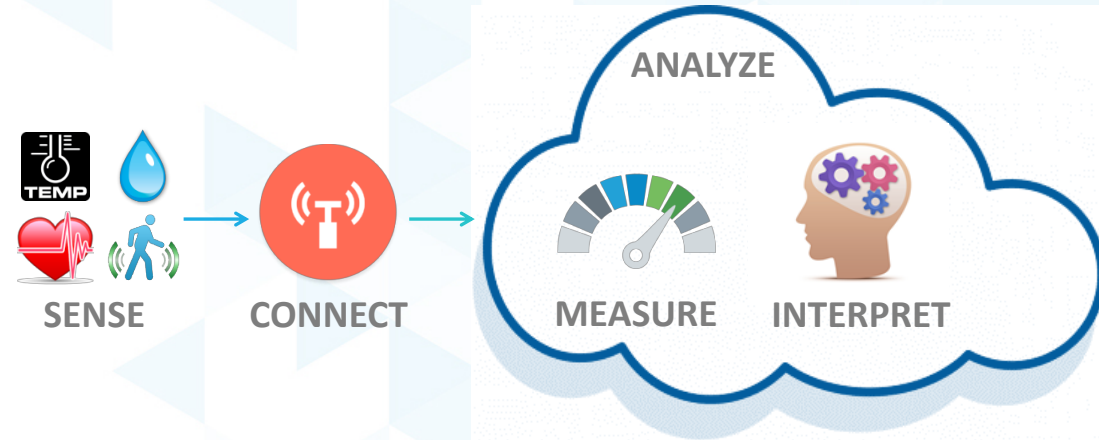 ANALYZE
TEMP
SENSE
CONNECT
MEASURE
INTERPRET